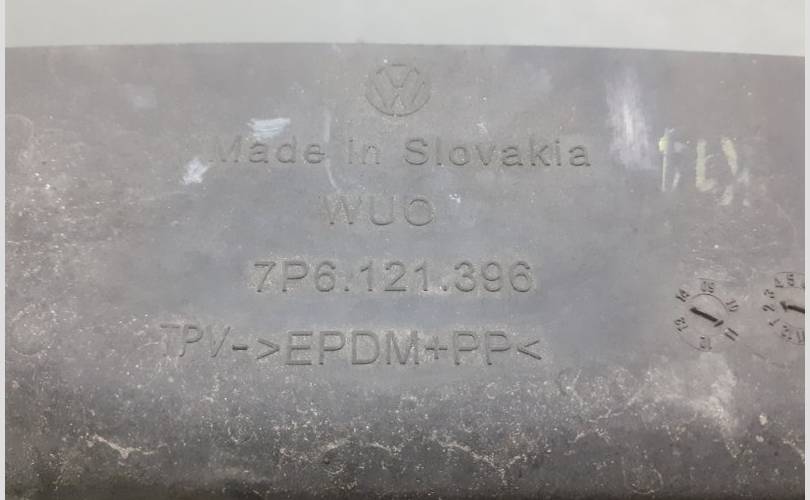 Made in Slovakia
WUO
7P6.121.396
TPV->EPDM+PP<